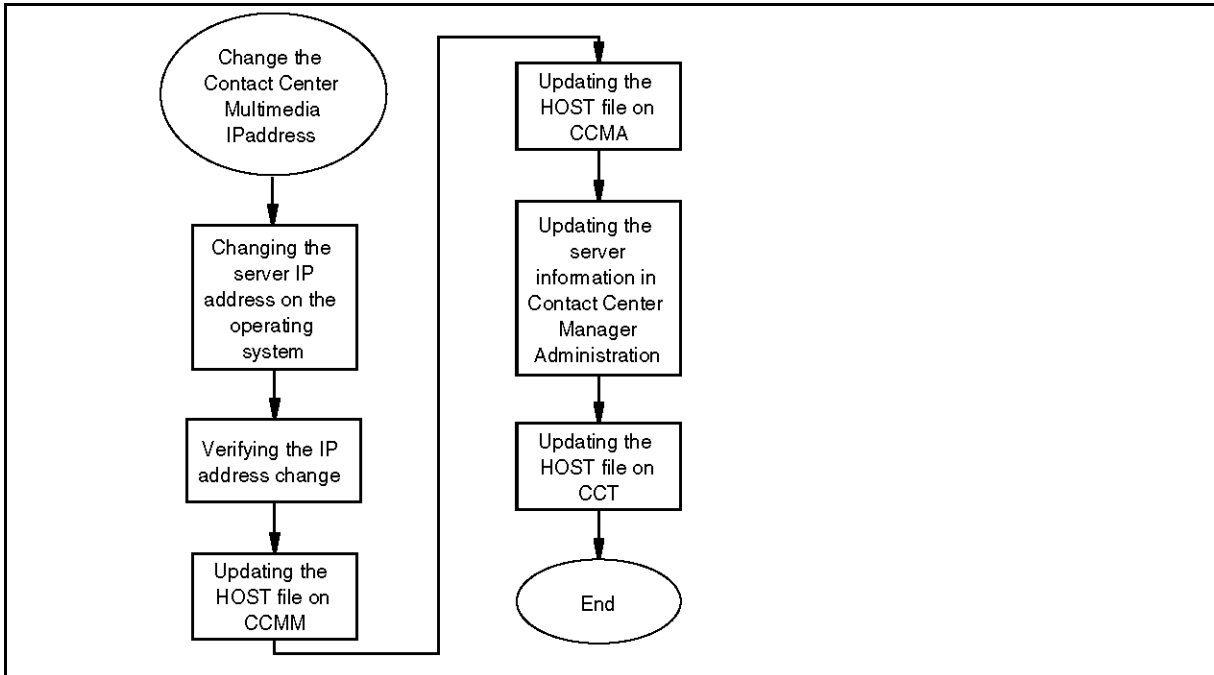 Change the
Contact Center
Multimedia
IPaddress
Changing the
server IP
address on the
operating
system
Verifying the IP
address change
Updating the
HOST file on
CCMM
Updating the
HOST file on
CCMA
Updating the
server
information in
Contact Center
Manager
Administration
Updating the
HOST file on
CCT
End